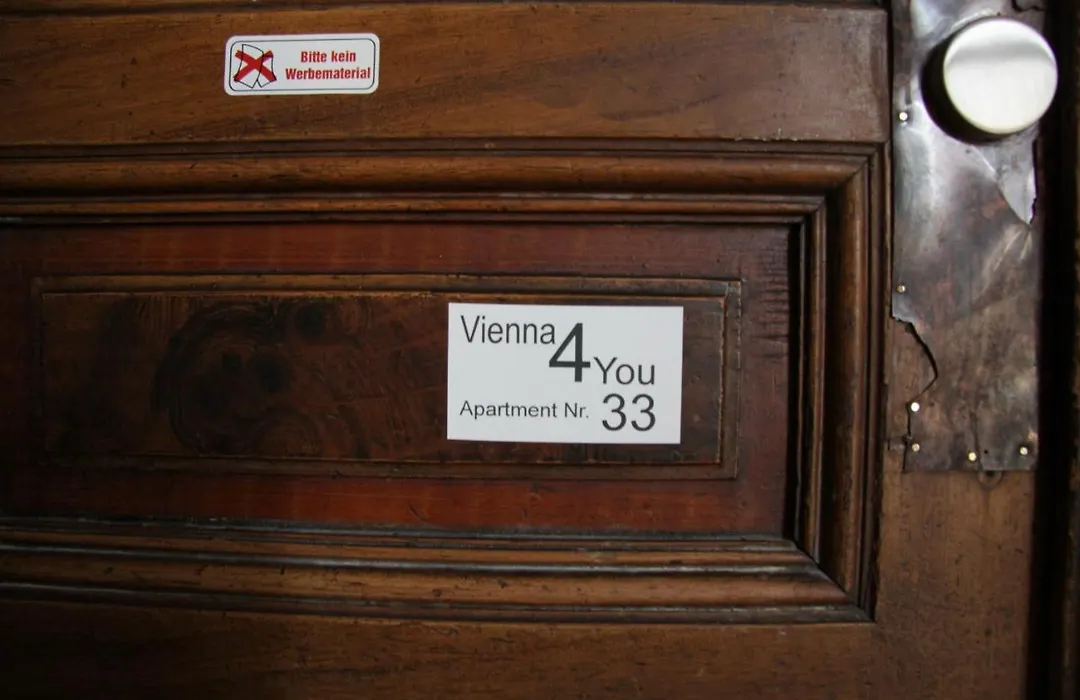 Bitte kein
Werbematerial
Vienna 4 You
Apartment Nr. 33